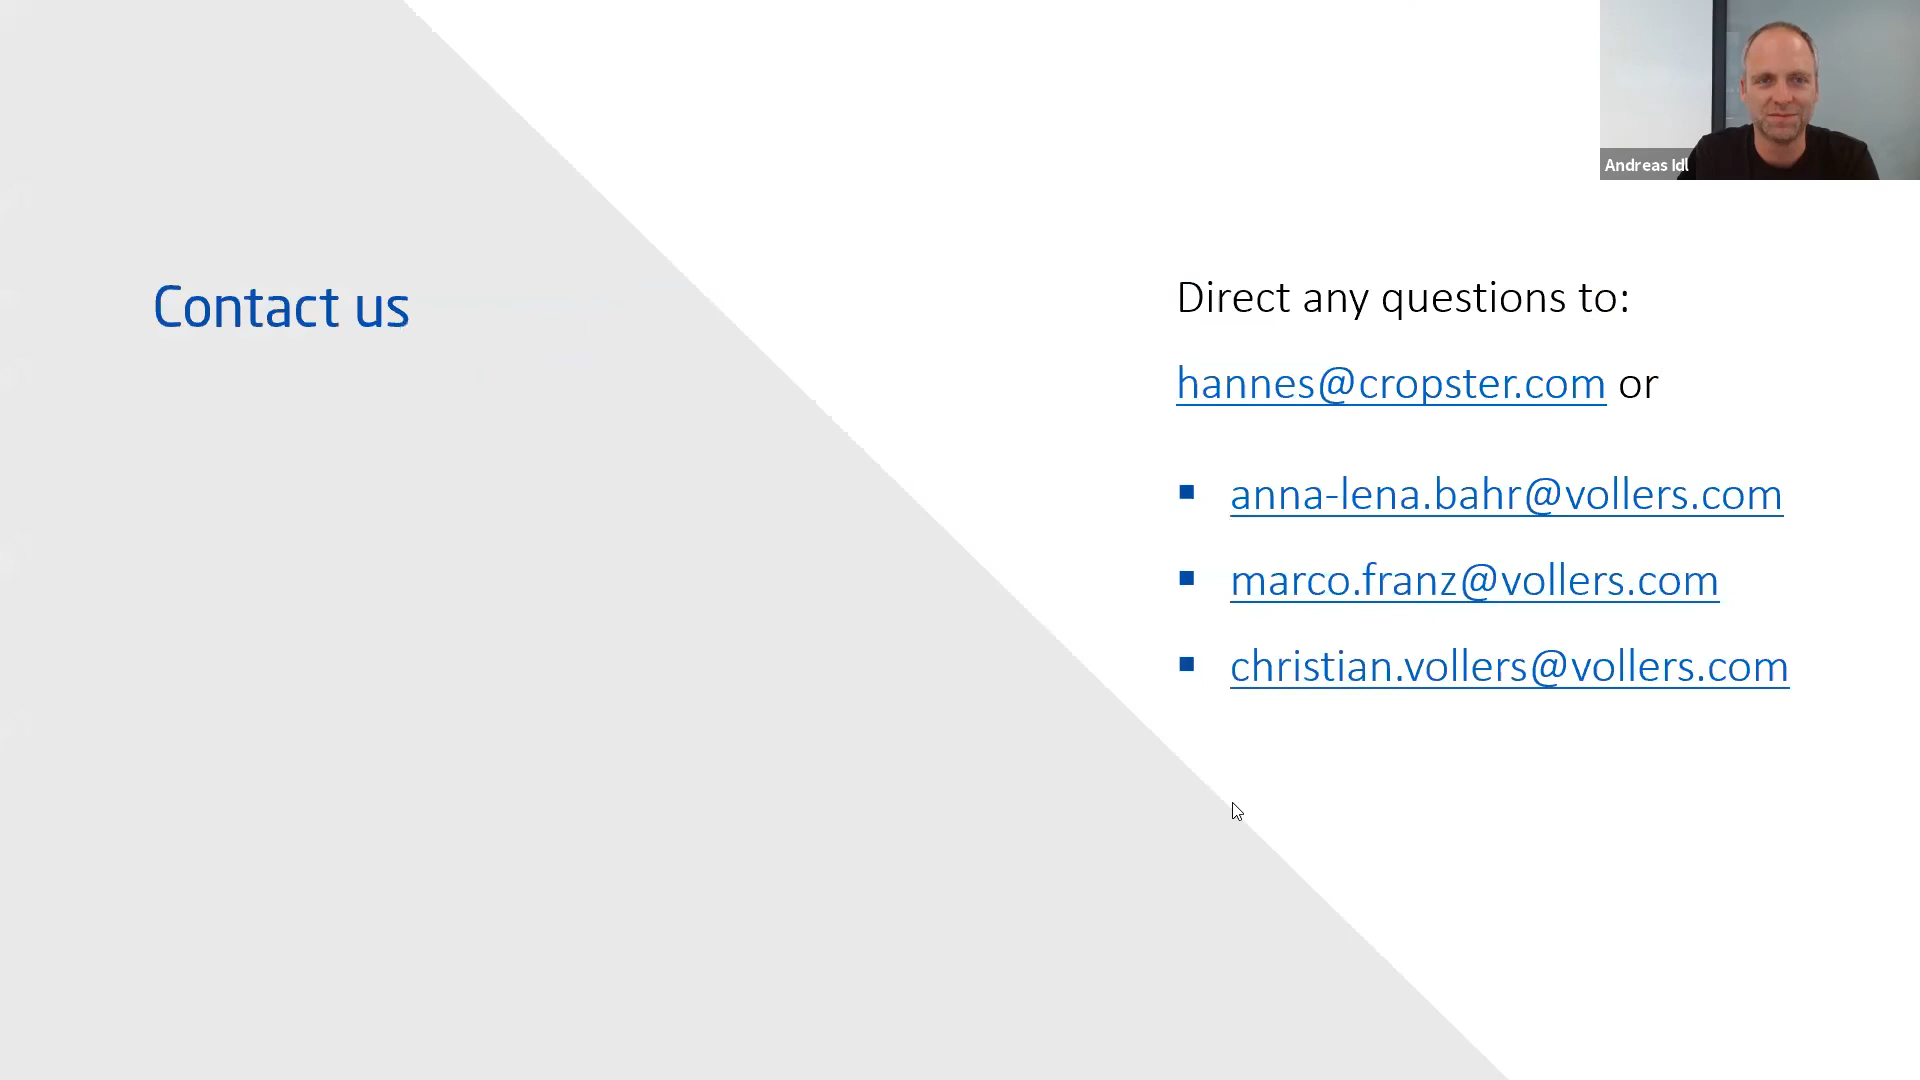 Andreas Idl
Contact us
Direct any questions to:
hannes@cropster.com or
▪ anna-lena.bahr@vollers.com
▪ marco.franz@vollers.com
▪ christian.vollers@vollers.com